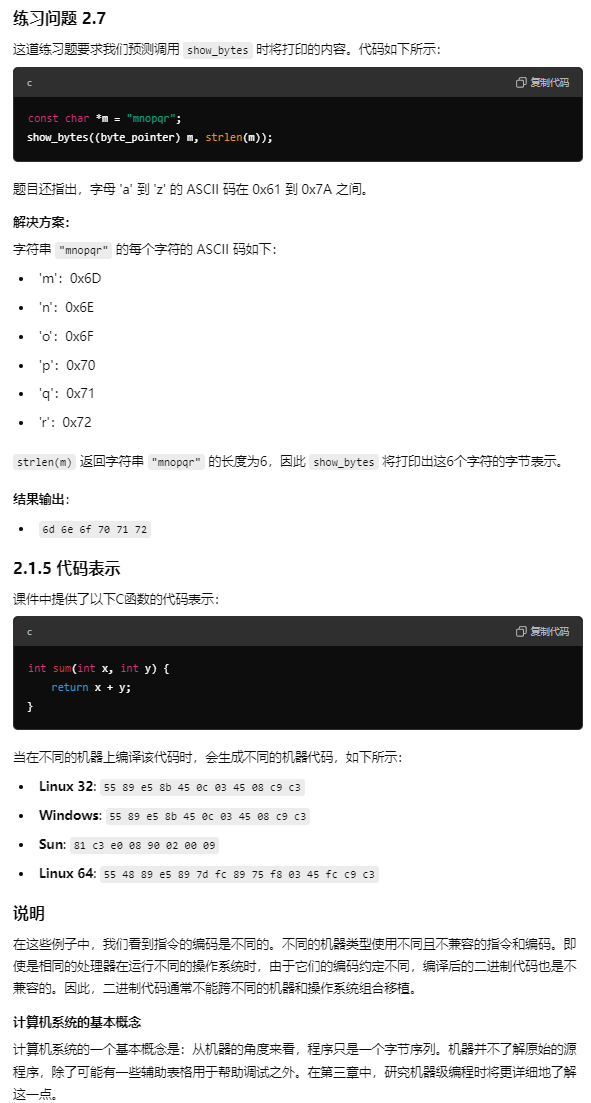 练习问题 2.7
这道练习题要求我们预测调用 show_bytes 时将打印的内容。代码如下所示：
c
复制代码
const char *m = "mnopqr";
show_bytes((byte_pointer) m, strlen(m));
题目还指出，字母 'a' 到 'z' 的 ASCII 码在 0x61 到 0x7A 之间。
解决方案：
字符串 "mnopqr" 的每个字符的 ASCII 码如下：
• 'm'：0x6D
• 'n'：0x6E
• 'o'：0x6F
• 'p'：0x70
• 'q'：0x71
• 'r'：0x72
strlen(m) 返回字符串 "mnopqr" 的长度为6，因此 show_bytes 将打印出这6个字符的字节表示。
结果输出：
• 6d 6e 6f 70 71 72
2.1.5 代码表示
课件中提供了以下C函数的代码表示：
c
复制代码
int sum(int x, int y) {
    return x + y;
}
当在不同的机器上编译该代码时，会生成不同的机器代码，如下所示：
• Linux 32: 55 89 e5 8b 45 0c 03 45 08 c9 c3
• Windows: 55 89 e5 8b 45 0c 03 45 08 c9 c3
• Sun: 81 c3 e0 08 90 02 00 09
• Linux 64: 55 48 89 e5 89 7d fc 89 75 f8 03 45 fc c9 c3
说明
在这些例子中，我们看到指令的编码是不同的。不同的机器类型使用不同且不兼容的指令和编码。即
使是相同的处理器在运行不同的操作系统时，由于它们的编码约定不同，编译后的二进制代码也是不
兼容的。因此，二进制代码通常不能跨不同的机器和操作系统组合移植。
计算机系统的基本概念
计算机系统的一个基本概念是：从机器的角度来看，程序只是一个字节序列。机器并不了解原始的源
程序，除了可能有一些辅助表格用于帮助调试之外。在第三章中，研究机器级编程时将更详细地了解
这一点。